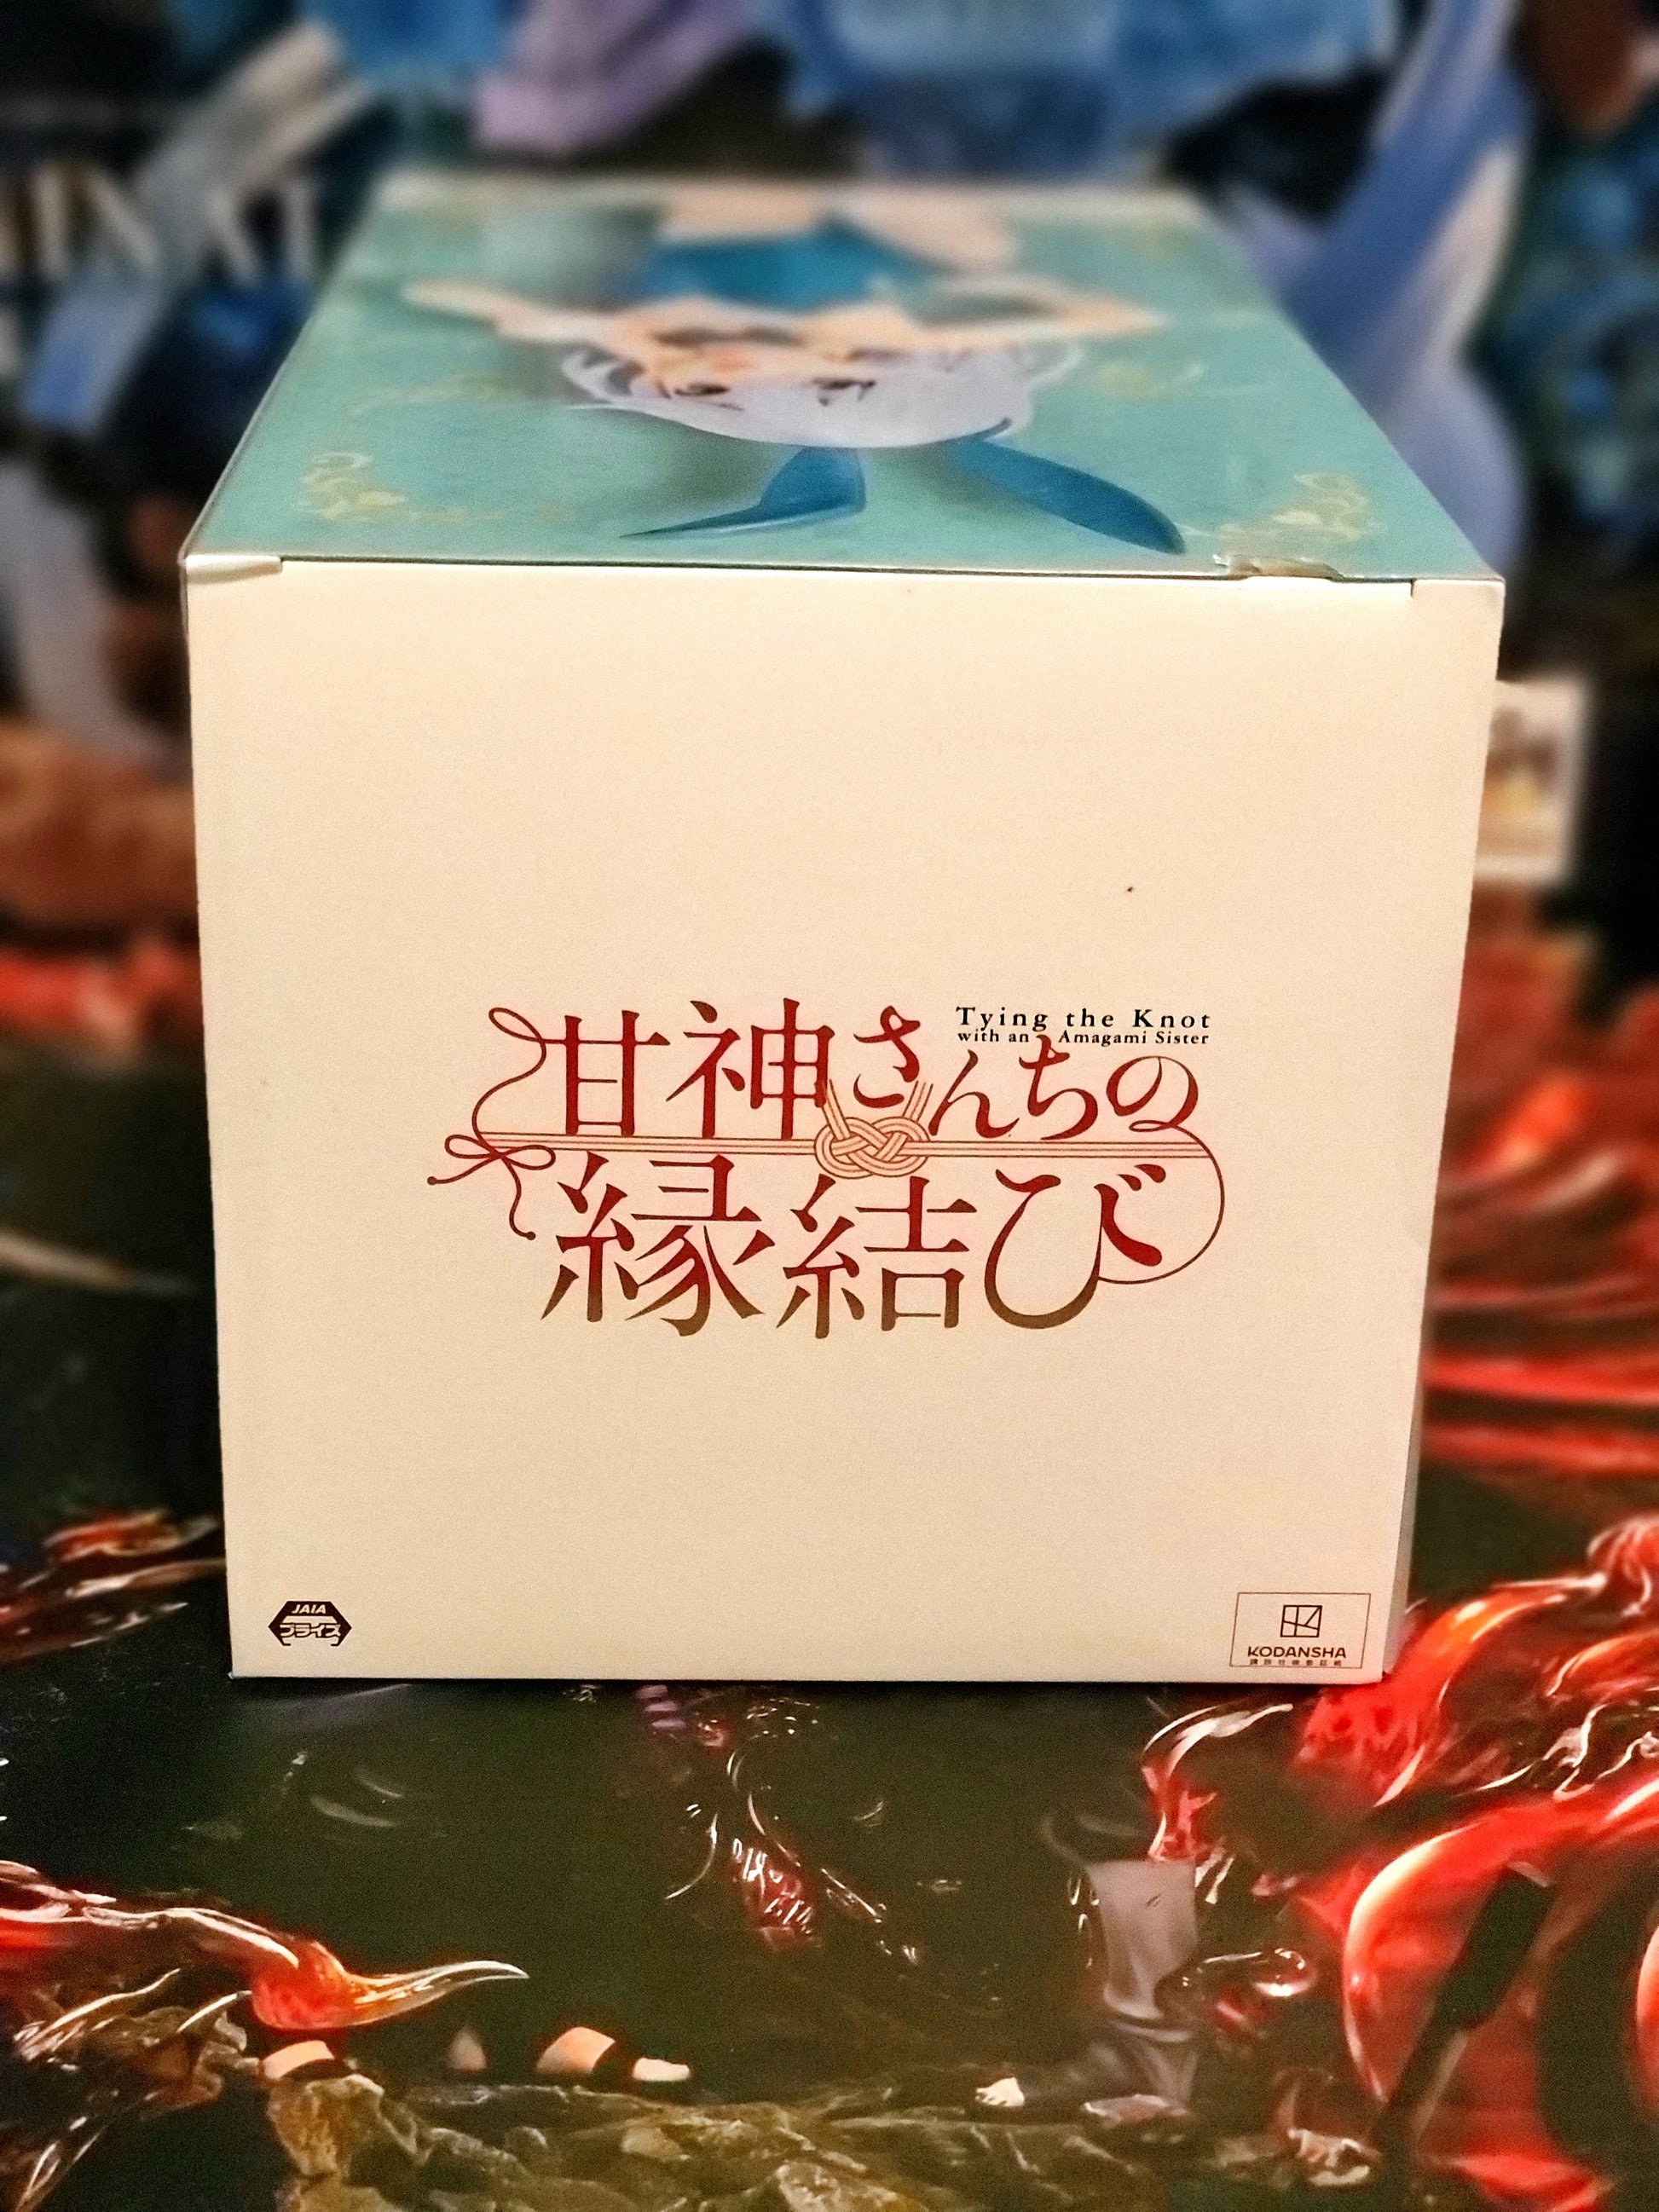 Tying the Knot
with an Amagami Sister
甘神さんちの
縁結び
JAIA
プライズ
KODANSHA